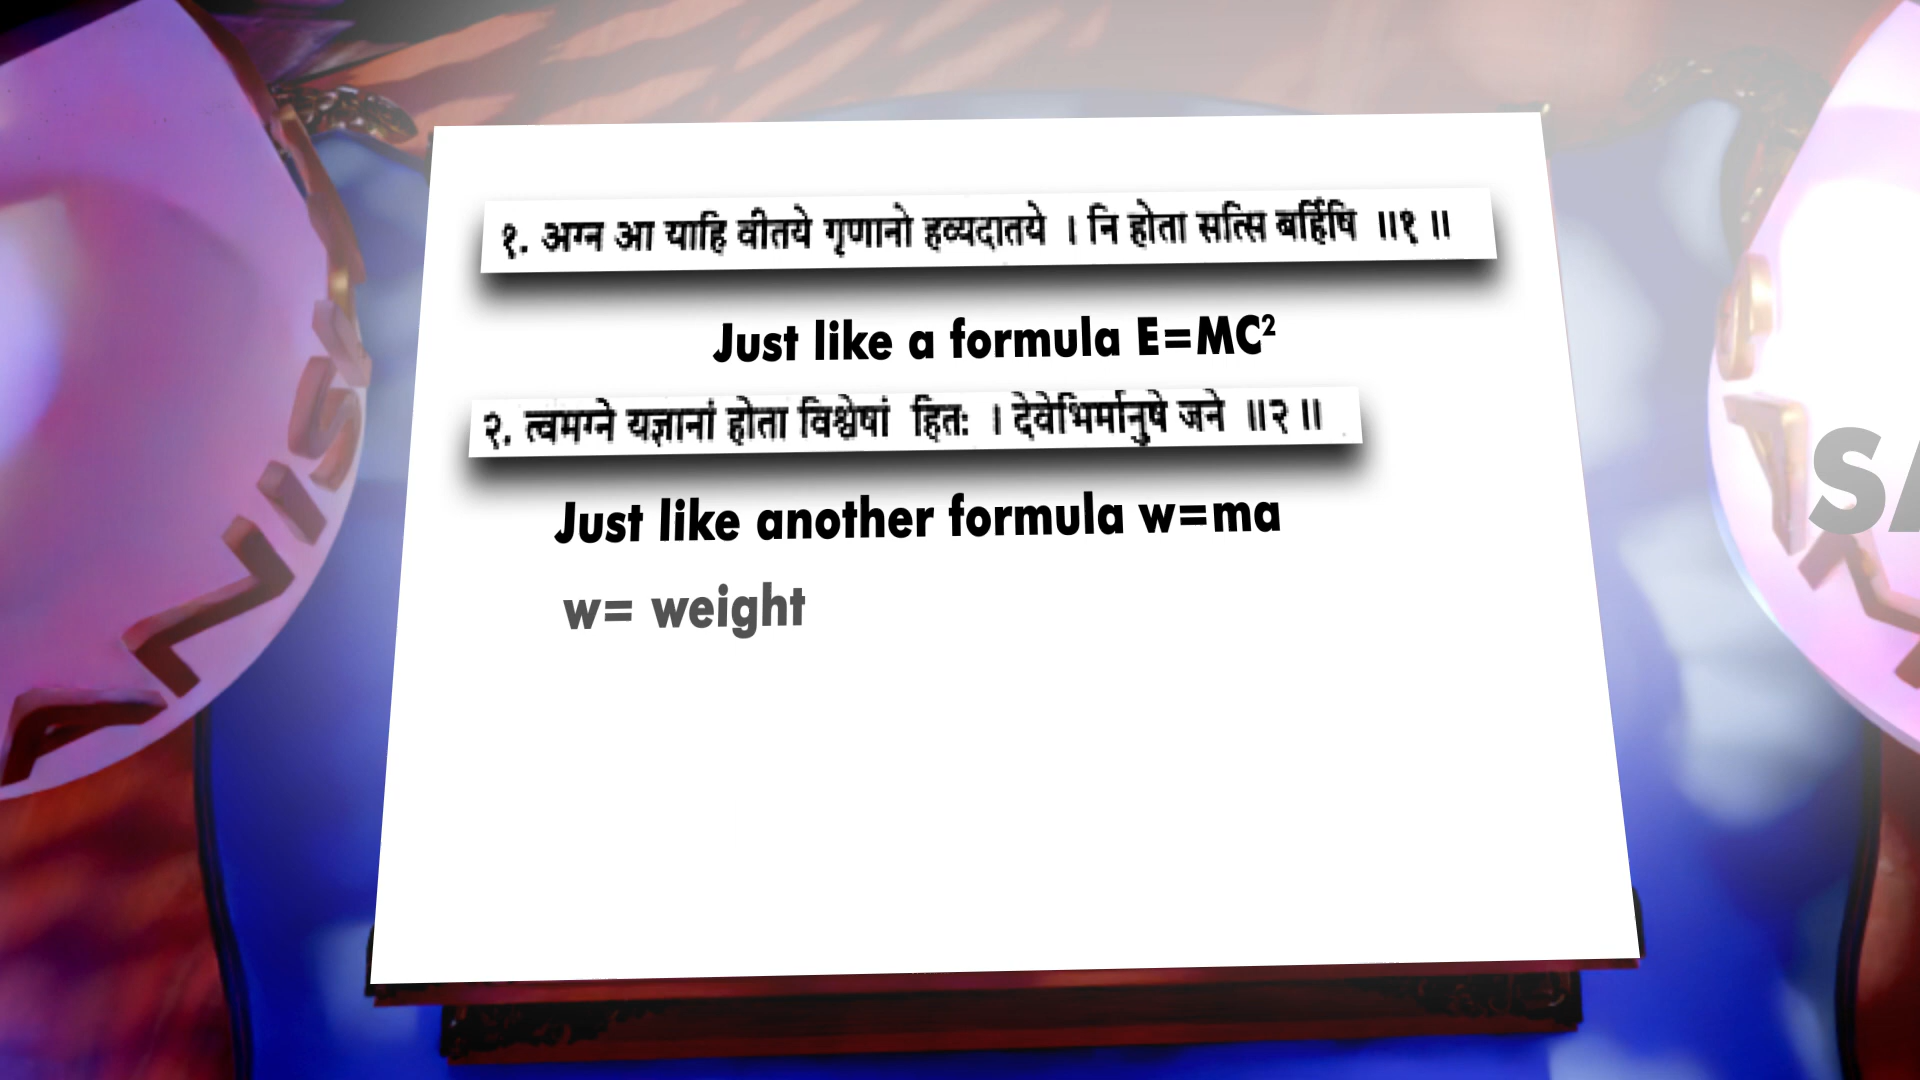 १. अग्न आ याहि वीतये गृणानो हव्यदातये । नि होता सत्सि बर्हिषि ॥१॥
Just like a formula E=MC²
२. त्वमग्ने यज्ञानां होता विश्वेषां हितः । देवेभिर्मानुषे जने ॥२॥
Just like another formula w=ma
w= weight